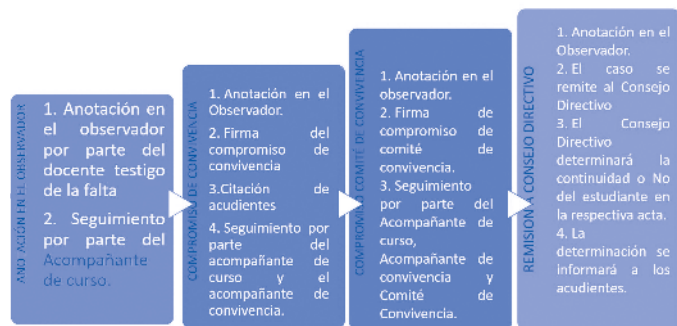 ANOTACIÓN EN EL OBSERVADOR
1. Anotación en
el observador
por parte del
docente testigo
de la falta
2. Seguimiento
por parte del
Acompañante
de curso.
COMPROMISO DE CONVIVENCIA
1. Anotación en el
Observador.
2. Firma del
compromiso de
convivencia
3.Citación de
acudientes
4. Seguimiento por
parte del
acompañante de
curso y el
acompañante de
convivencia.
COMPROMISO COMITÉ DE CONVIVENCIA
1. Anotación en el
observador.
2. Firma de
compromiso de
comité de
convivencia.
3. Seguimiento
por parte del
Acompañante de
curso,
Acompañante de
convivencia y
Comité de
Convivencia.
REMISION A CONSEJO DIRECTIVO
1. Anotación en el
Observador.
2. El caso se
remite al Consejo
Directivo
3. El Consejo
Directivo
determinará la
continuidad o No
del estudiante en
la respectiva acta.
4. La
determinación se
informará a los
acudientes.